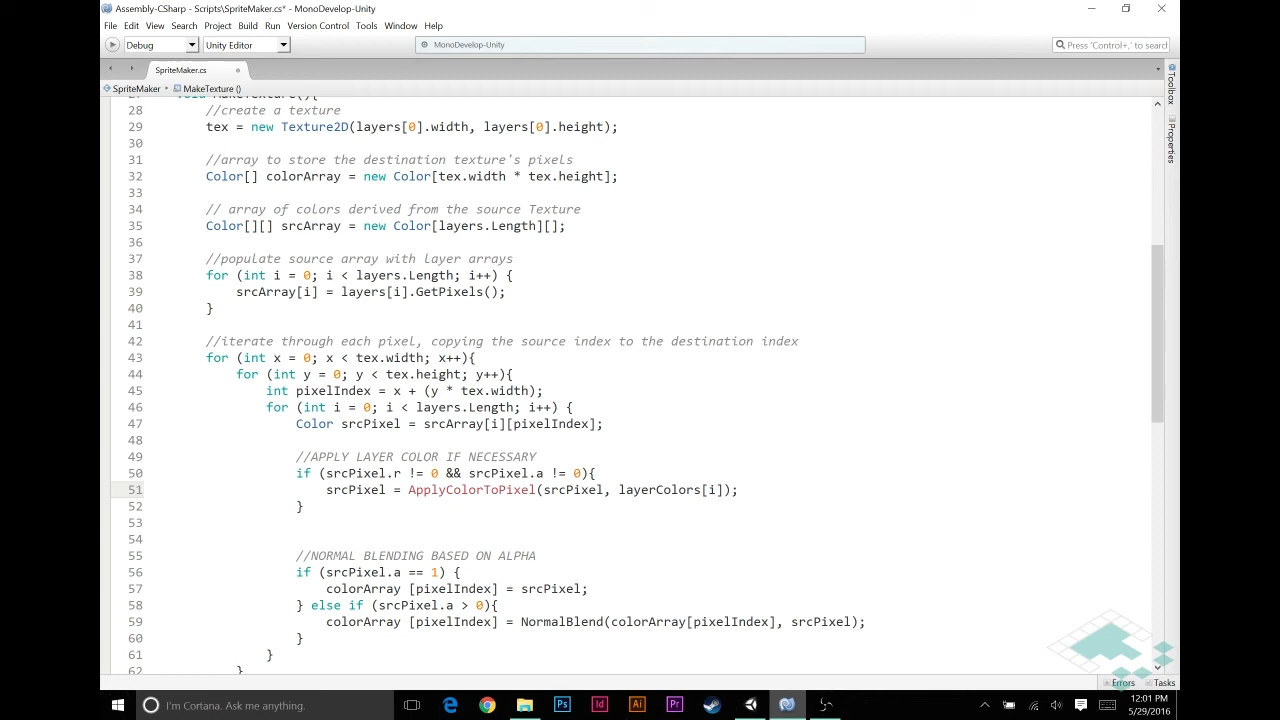 Assembly-CSharp - Scripts\SpriteMaker.cs* - MonoDevelop-Unity
File Edit View Search Project Build Run Version Control Tools Window Help
Debug Unity Editor MonoDevelop-Unity Press 'Control+,' to search
SpriteMaker.cs
SpriteMaker MakeTexture ()
Toolbox
Properties
27 void MakeTexture(){
28 //create a texture
29 tex = new Texture2D(layers[0].width, layers[0].height);
30
31 //array to store the destination texture's pixels
32 Color[] colorArray = new Color[tex.width * tex.height];
33
34 // array of colors derived from the source Texture
35 Color[][] srcArray = new Color[layers.Length][];
36
37 //populate source array with layer arrays
38 for (int i = 0; i < layers.Length; i++) {
39 srcArray[i] = layers[i].GetPixels();
40 }
41
42 //iterate through each pixel, copying the source index to the destination index
43 for (int x = 0; x < tex.width; x++){
44 for (int y = 0; y < tex.height; y++){
45 int pixelIndex = x + (y * tex.width);
46 for (int i = 0; i < layers.Length; i++) {
47 Color srcPixel = srcArray[i][pixelIndex];
48
49 //APPLY LAYER COLOR IF NECESSARY
50 if (srcPixel.r != 0 && srcPixel.a != 0){
51 srcPixel = ApplyColorToPixel(srcPixel, layerColors[i]);
52 }
53
54
55 //NORMAL BLENDING BASED ON ALPHA
56 if (srcPixel.a == 1) {
57 colorArray [pixelIndex] = srcPixel;
58 } else if (srcPixel.a > 0){
59 colorArray [pixelIndex] = NormalBlend(colorArray[pixelIndex], srcPixel);
60 }
61 }
62 }
Errors Tasks
I'm Cortana. Ask me anything.
12:01 PM
5/29/2016